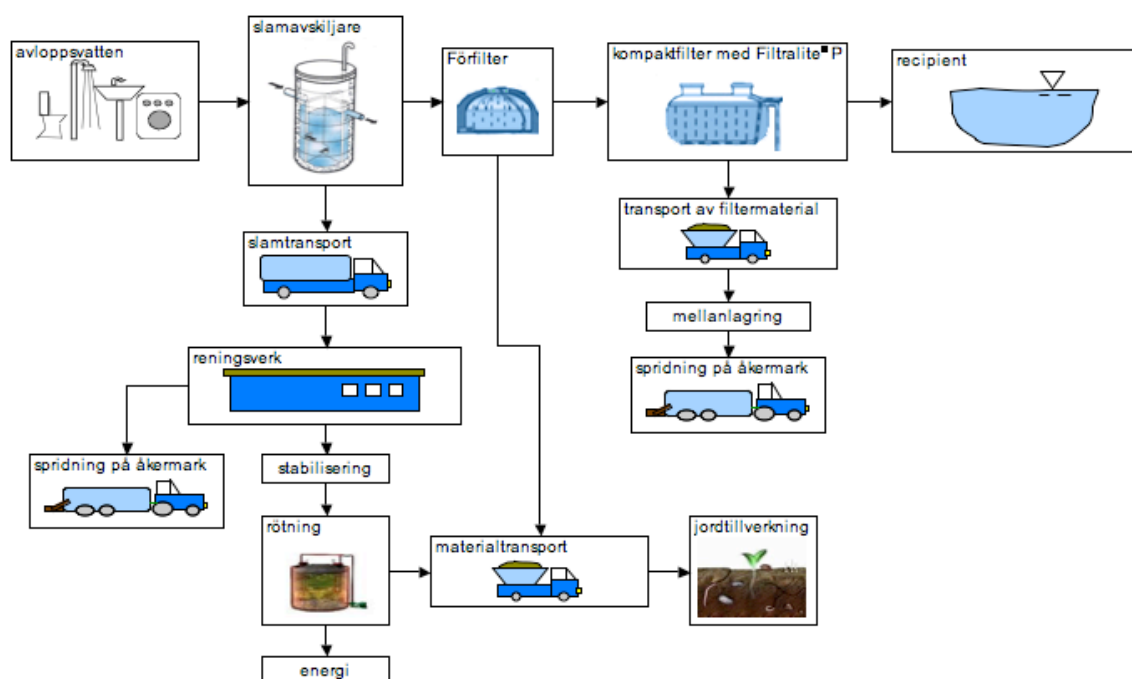 avloppsvatten
slamavskiljare
Förfilter
kompaktfilter med Filtralite■ P
recipient
slamtransport
transport av filtermaterial
mellanlagring
reningsverk
spridning på åkermark
spridning på åkermark
stabilisering
rötning
materialtransport
jordtillverkning
energi